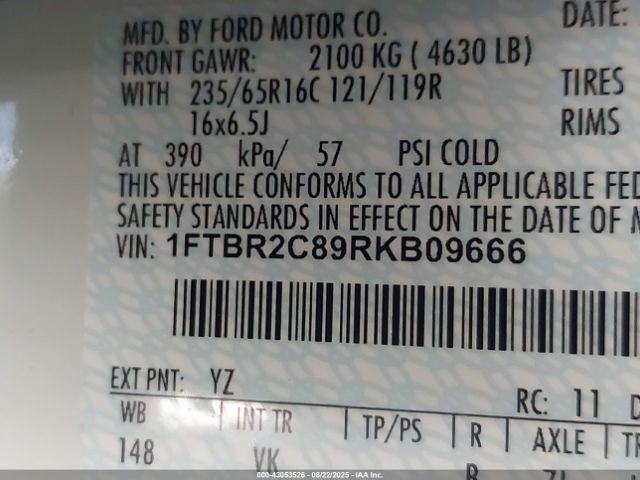 MFD. BY FORD MOTOR CO.
DATE:
FRONT GAWR: 2100 KG ( 4630 LB)
WITH 235/65R16C 121/119R TIRES
16x6.5J RIMS
AT 390 kPa/ 57 PSI COLD
THIS VEHICLE CONFORMS TO ALL APPLICABLE FED
SAFETY STANDARDS IN EFFECT ON THE DATE OF M
VIN: 1FTBR2C89RKB09666
EXT PNT: YZ RC: 11 D
WB INT TR TP/PS R AXLE TR
148 VK
000-43053526 - 08/22/2025 - IAA Inc.